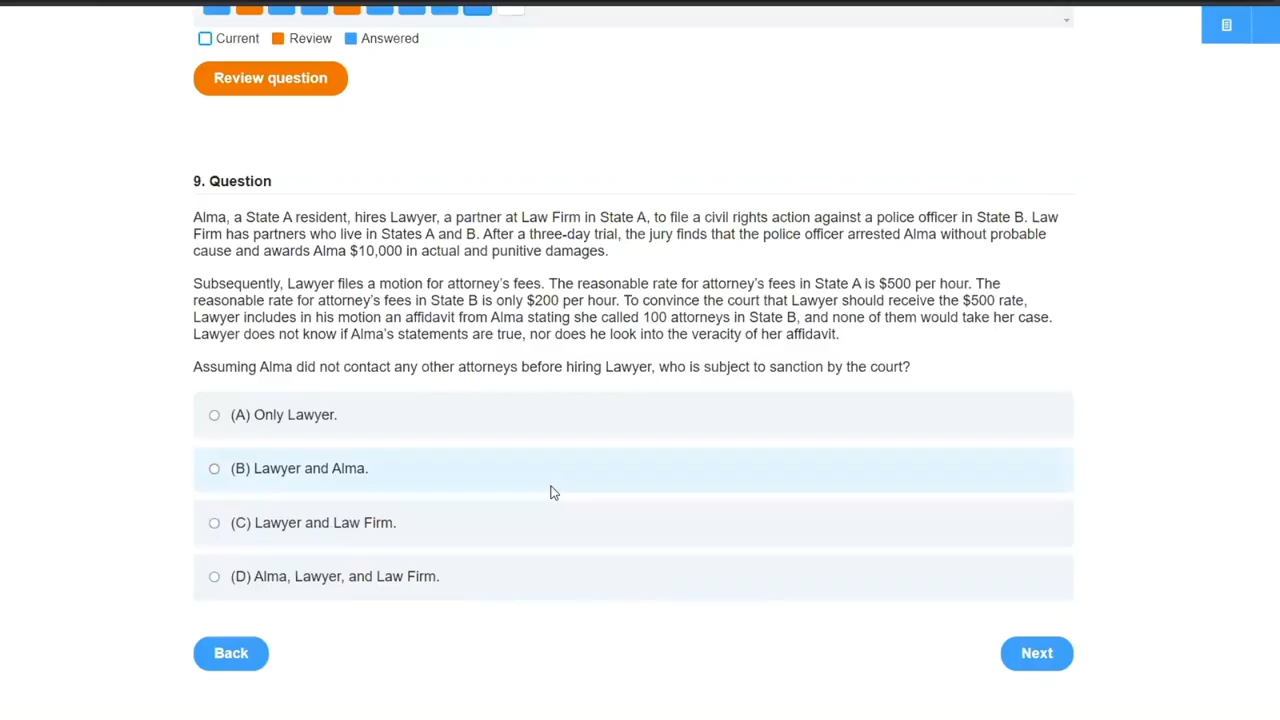 Current Review Answered
Review question
9. Question
Alma, a State A resident, hires Lawyer, a partner at Law Firm in State A, to file a civil rights action against a police officer in State B. Law
Firm has partners who live in States A and B. After a three-day trial, the jury finds that the police officer arrested Alma without probable
cause and awards Alma $10,000 in actual and punitive damages.
Subsequently, Lawyer files a motion for attorney's fees. The reasonable rate for attorney's fees in State A is $500 per hour. The
reasonable rate for attorney's fees in State B is only $200 per hour. To convince the court that Lawyer should receive the $500 rate,
Lawyer includes in his motion an affidavit from Alma stating she called 100 attorneys in State B, and none of them would take her case.
Lawyer does not know if Alma's statements are true, nor does he look into the veracity of her affidavit.
Assuming Alma did not contact any other attorneys before hiring Lawyer, who is subject to sanction by the court?
(A) Only Lawyer.
(B) Lawyer and Alma.
(C) Lawyer and Law Firm.
(D) Alma, Lawyer, and Law Firm.
Back
Next